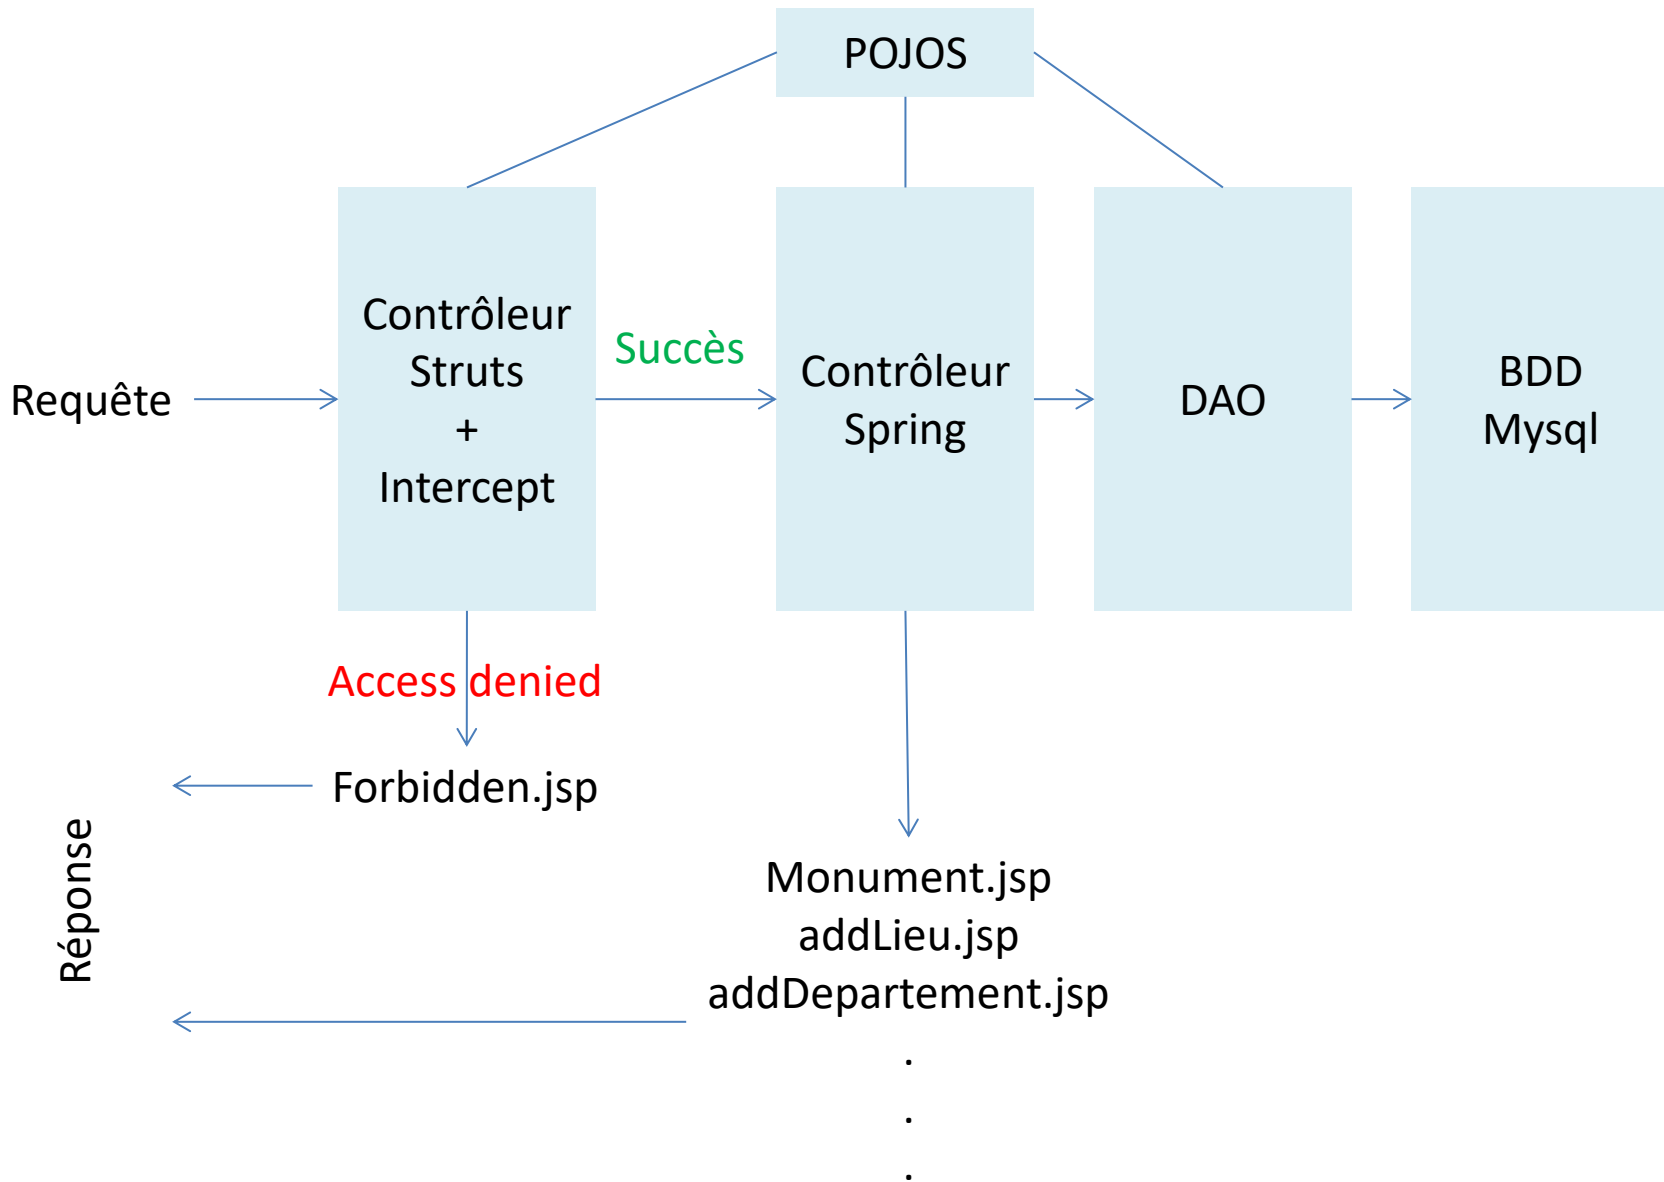 POJOS
Requête
Contrôleur
Struts
+
Intercept
Succès
Contrôleur
Spring
DAO
BDD
Mysql
Access denied
Forbidden.jsp
Réponse
Monument.jsp
addLieu.jsp
addDepartement.jsp
.
.
.